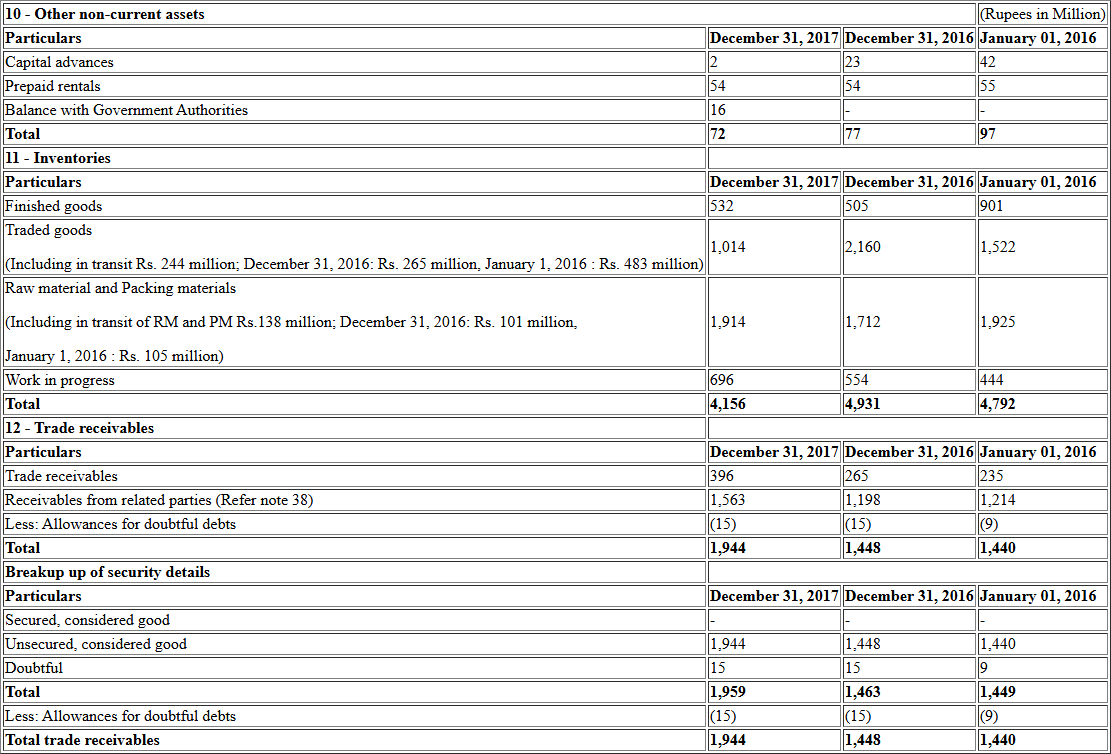 10 - Other non-current assets (Rupees in Million)
Particulars December 31, 2017 December 31, 2016 January 01, 2016
Capital advances 2 23 42
Prepaid rentals 54 54 55
Balance with Government Authorities 16 - -
Total 72 77 97
11 - Inventories
Particulars December 31, 2017 December 31, 2016 January 01, 2016
Finished goods 532 505 901
Traded goods
(Including in transit Rs. 244 million; December 31, 2016: Rs. 265 million, January 1, 2016 : Rs. 483 million) 1,014 2,160 1,522
Raw material and Packing materials
(Including in transit of RM and PM Rs.138 million; December 31, 2016: Rs. 101 million, 1,914 1,712 1,925
January 1, 2016 : Rs. 105 million)
Work in progress 696 554 444
Total 4,156 4,931 4,792
12 - Trade receivables
Particulars December 31, 2017 December 31, 2016 January 01, 2016
Trade receivables 396 265 235
Receivables from related parties (Refer note 38) 1,563 1,198 1,214
Less: Allowances for doubtful debts (15) (15) (9)
Total 1,944 1,448 1,440
Breakup up of security details
Particulars December 31, 2017 December 31, 2016 January 01, 2016
Secured, considered good - - -
Unsecured, considered good 1,944 1,448 1,440
Doubtful 15 15 9
Total 1,959 1,463 1,449
Less: Allowances for doubtful debts (15) (15) (9)
Total trade receivables 1,944 1,448 1,440